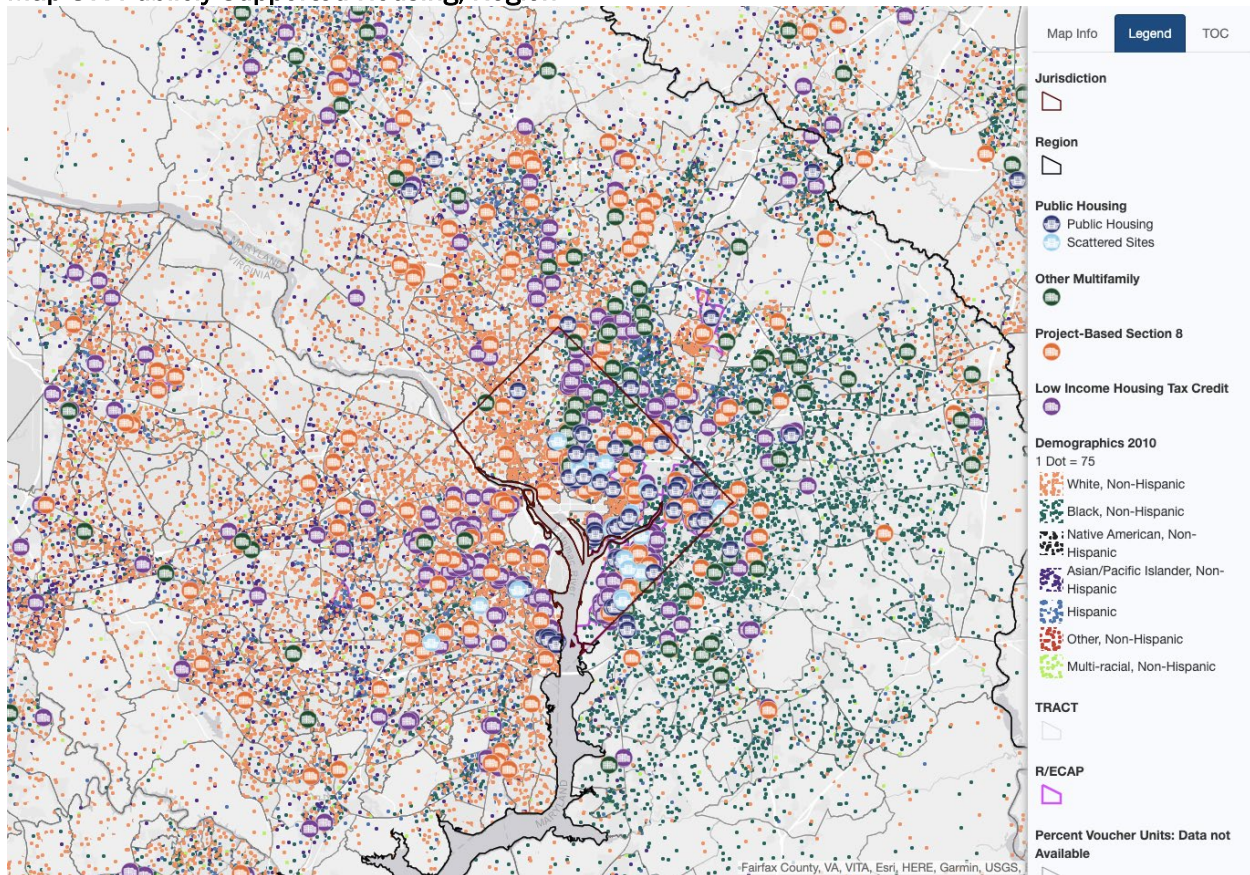 Map Info
Legend
TOC
Jurisdiction
Region
Public Housing
Public Housing
Scattered Sites
Other Multifamily
Project-Based Section 8
Low Income Housing Tax Credit
Demographics 2010
1 Dot = 75
White, Non-Hispanic
Black, Non-Hispanic
Native American, Non-
Hispanic
Asian/Pacific Islander, Non-
Hispanic
Hispanic
Other, Non-Hispanic
Multi-racial, Non-Hispanic
TRACT
R/ECAP
Percent Voucher Units: Data not
Available
MARYLAND
VIRGINIA
MARYLAND
Fairfax County, VA, VITA, Esri, HERE, Garmin, USGS,